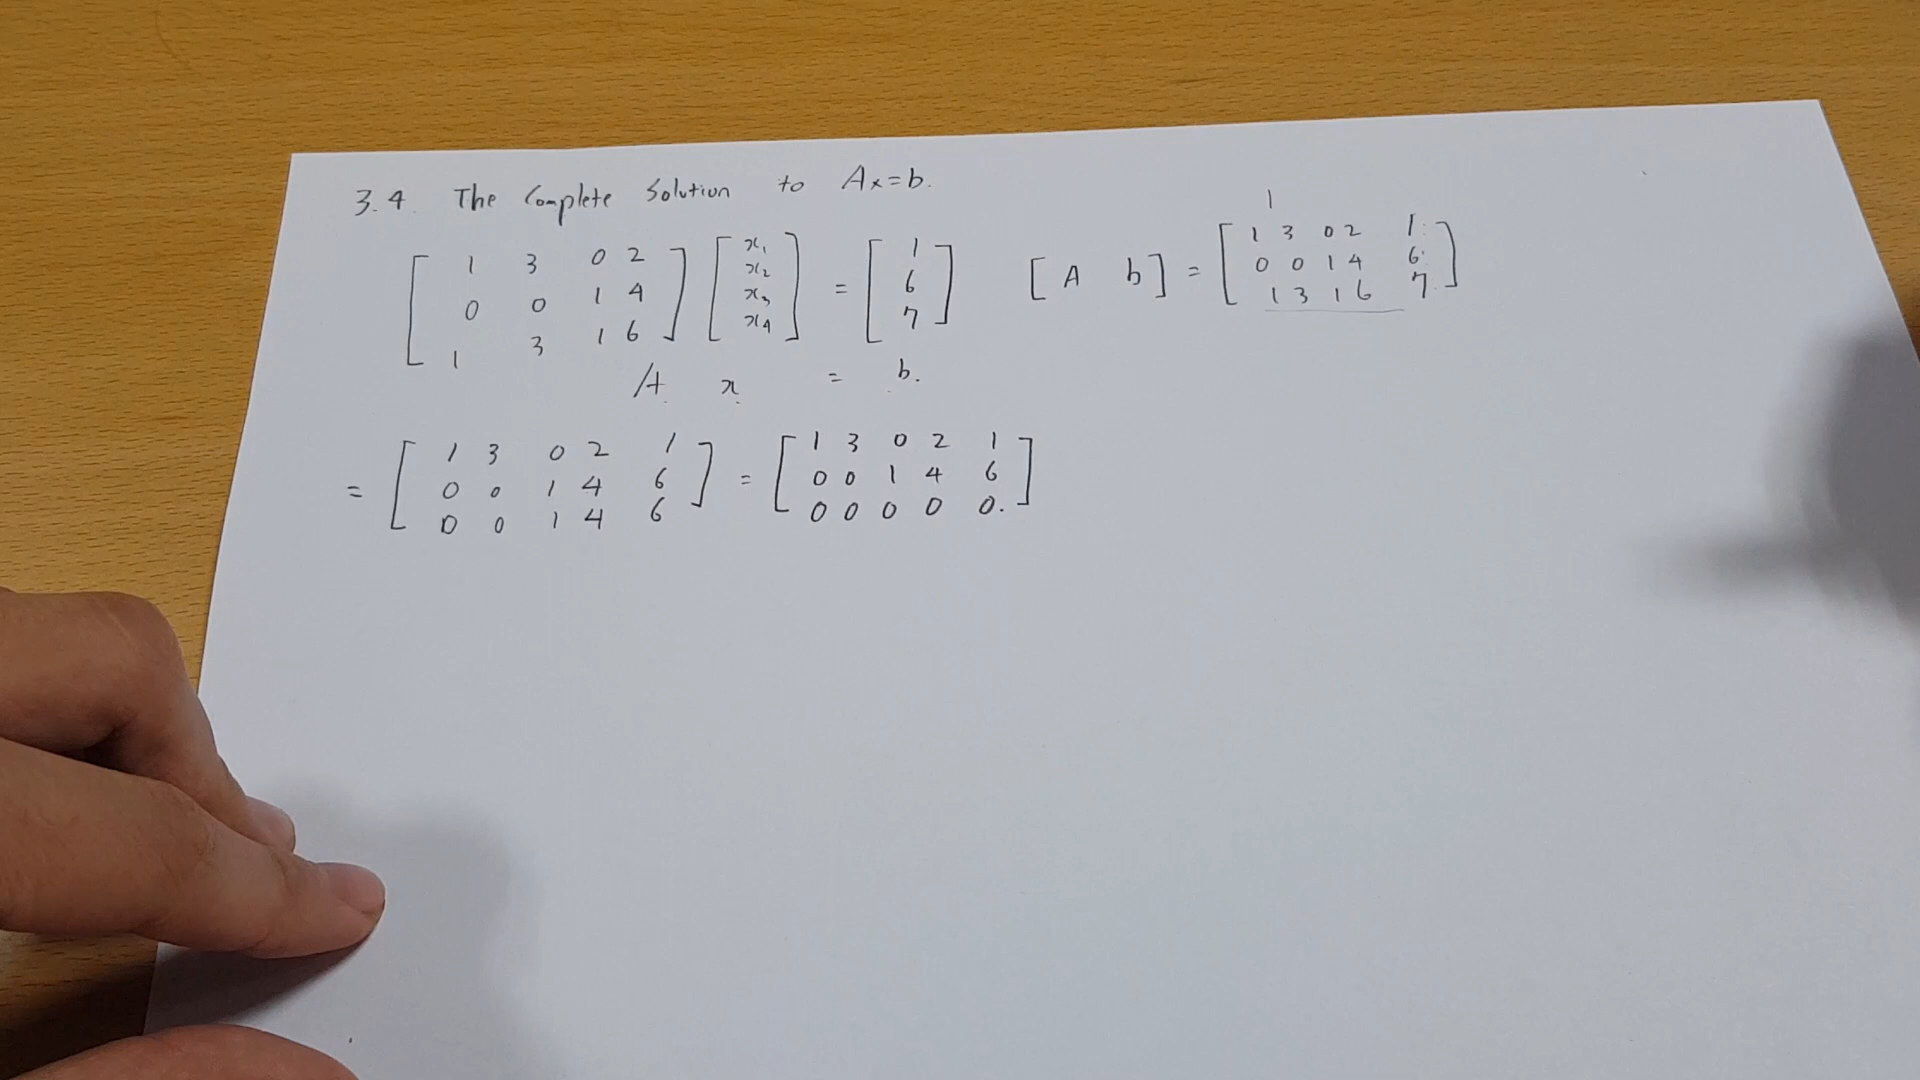 3.4. The Complete Solution to Ax=b.
[ 1 3 0 2 ] [ x₁ ] = [ 1 ] [ A b ] = [ 1 3 0 2 1 ]
[ 0 0 1 4 ] [ x₂ ] [ 6 ] [ 0 0 1 4 6 ]
[ 1 3 1 6 ] [ x₃ ] [ 7 ] [ 1 3 1 6 7 ]
[ x₄ ]
1
A x = b.
= [ 1 3 0 2 1 ] = [ 1 3 0 2 1 ]
[ 0 0 1 4 6 ] [ 0 0 1 4 6 ]
[ 0 0 1 4 6 ] [ 0 0 0 0 0. ]